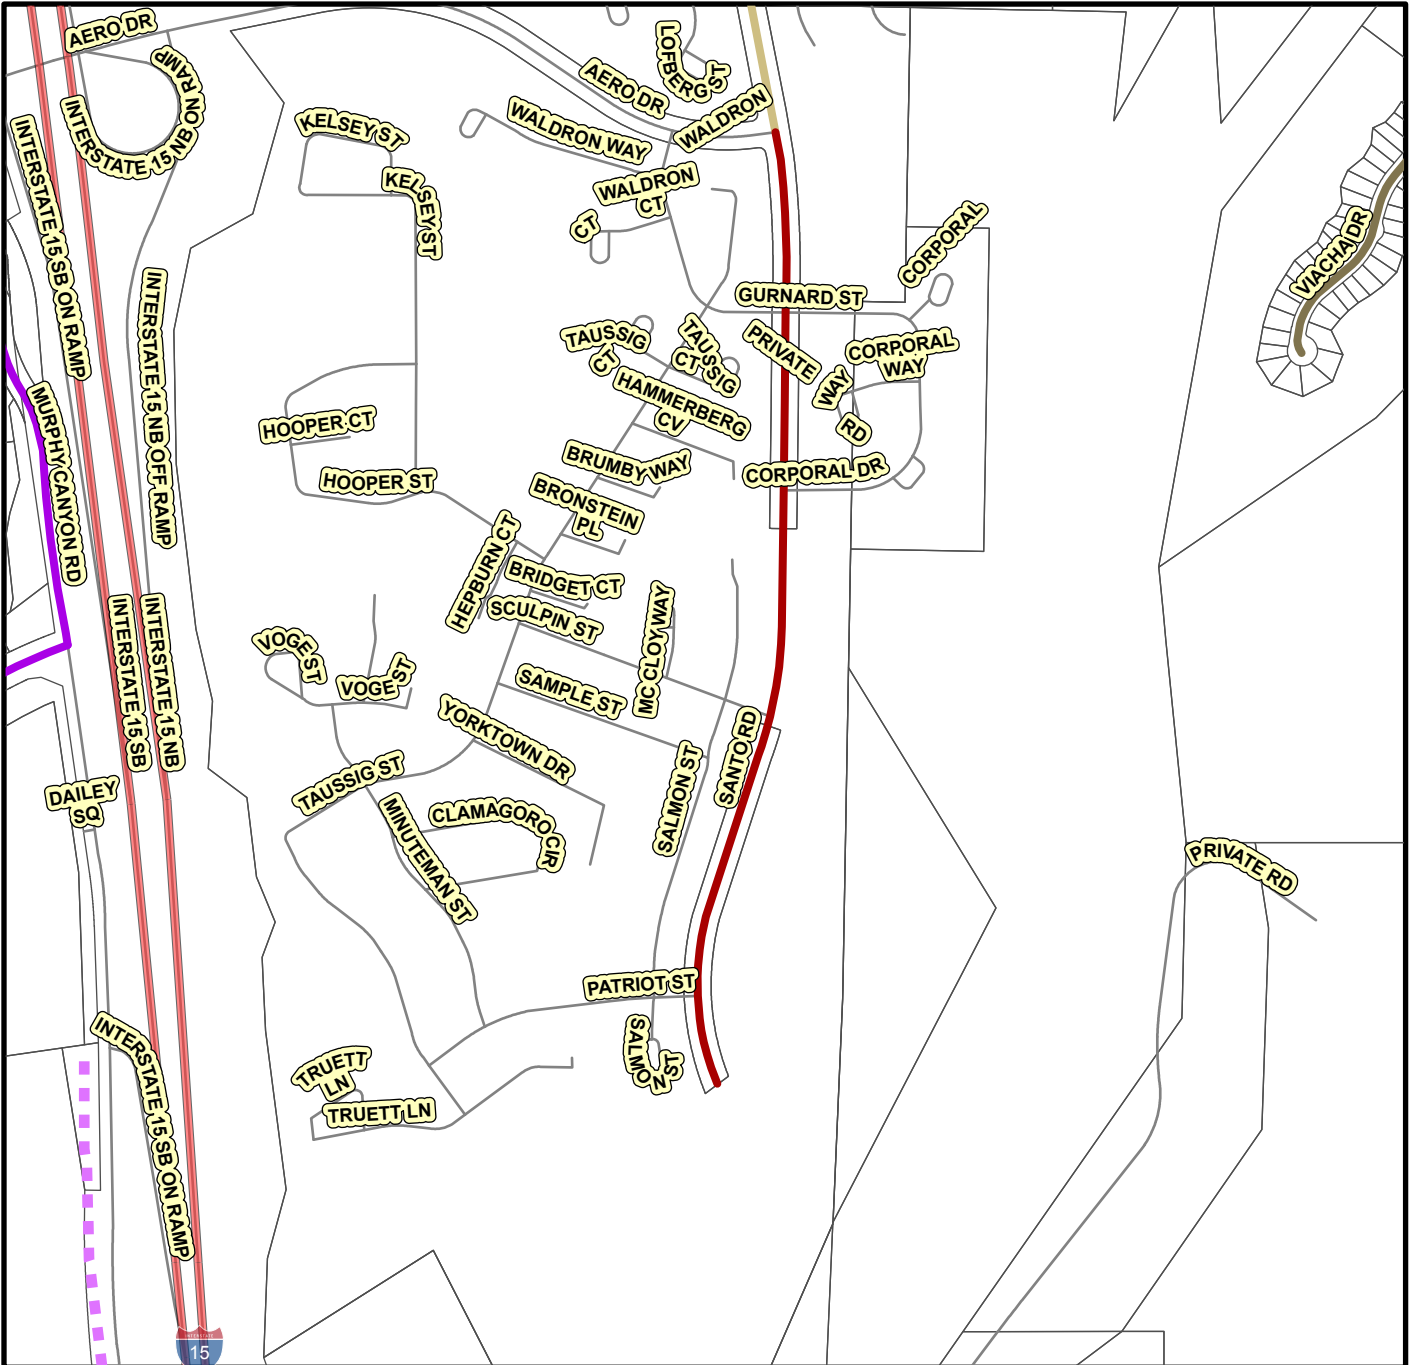 AERO DR
INTERSTATE 15 NB ON RAMP
INTERSTATE 15 SB ON RAMP
LOFBERG ST
AERO DR
WALDRON WAY
WALDRON
KELSEY ST
KELSEY ST
WALDRON
CT
CT
CORPORAL
VIACHA DR
GURNARD ST
INTERSTATE 15 NB OFF RAMP
TAUSSIG
CT
TAUSSIG
CT
PRIVATE
RD
CORPORAL
WAY
WAY
HAMMERBERG
CV
MURPHY CANYON RD
HOOPER CT
HOOPER ST
BRUMBY WAY
CORPORAL DR
BRONSTEIN
PL
HEPBURN CT
BRIDGET CT
SCULPIN ST
MC CLOY WAY
INTERSTATE 15 SB
INTERSTATE 15 NB
VOGE ST
VOGE ST
SAMPLE ST
YORKTOWN DR
SANTO RD
SALMON ST
TAUSSIG ST
DAILEY
SQ
MINUTEMAN ST
CLAMAGORO CIR
PRIVATE RD
PATRIOT ST
SALMON ST
INTERSTATE 15 SB ON RAMP
TRUETT
LN
TRUETT LN
INTERSTATE
15